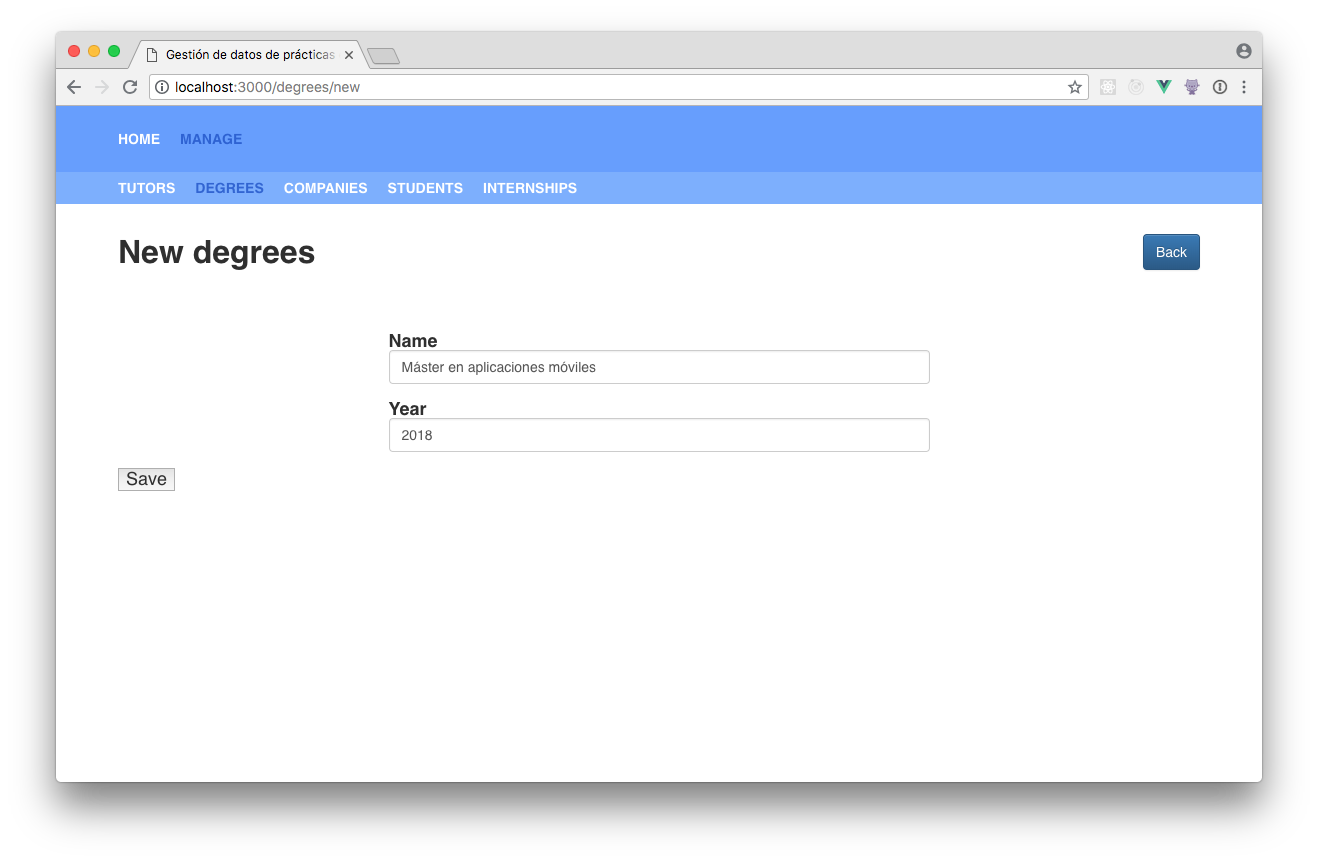 Gestión de datos de prácticas
localhost:3000/degrees/new
HOME MANAGE
TUTORS DEGREES COMPANIES STUDENTS INTERNSHIPS
New degrees
Back
Name
Máster en aplicaciones móviles
Year
2018
Save